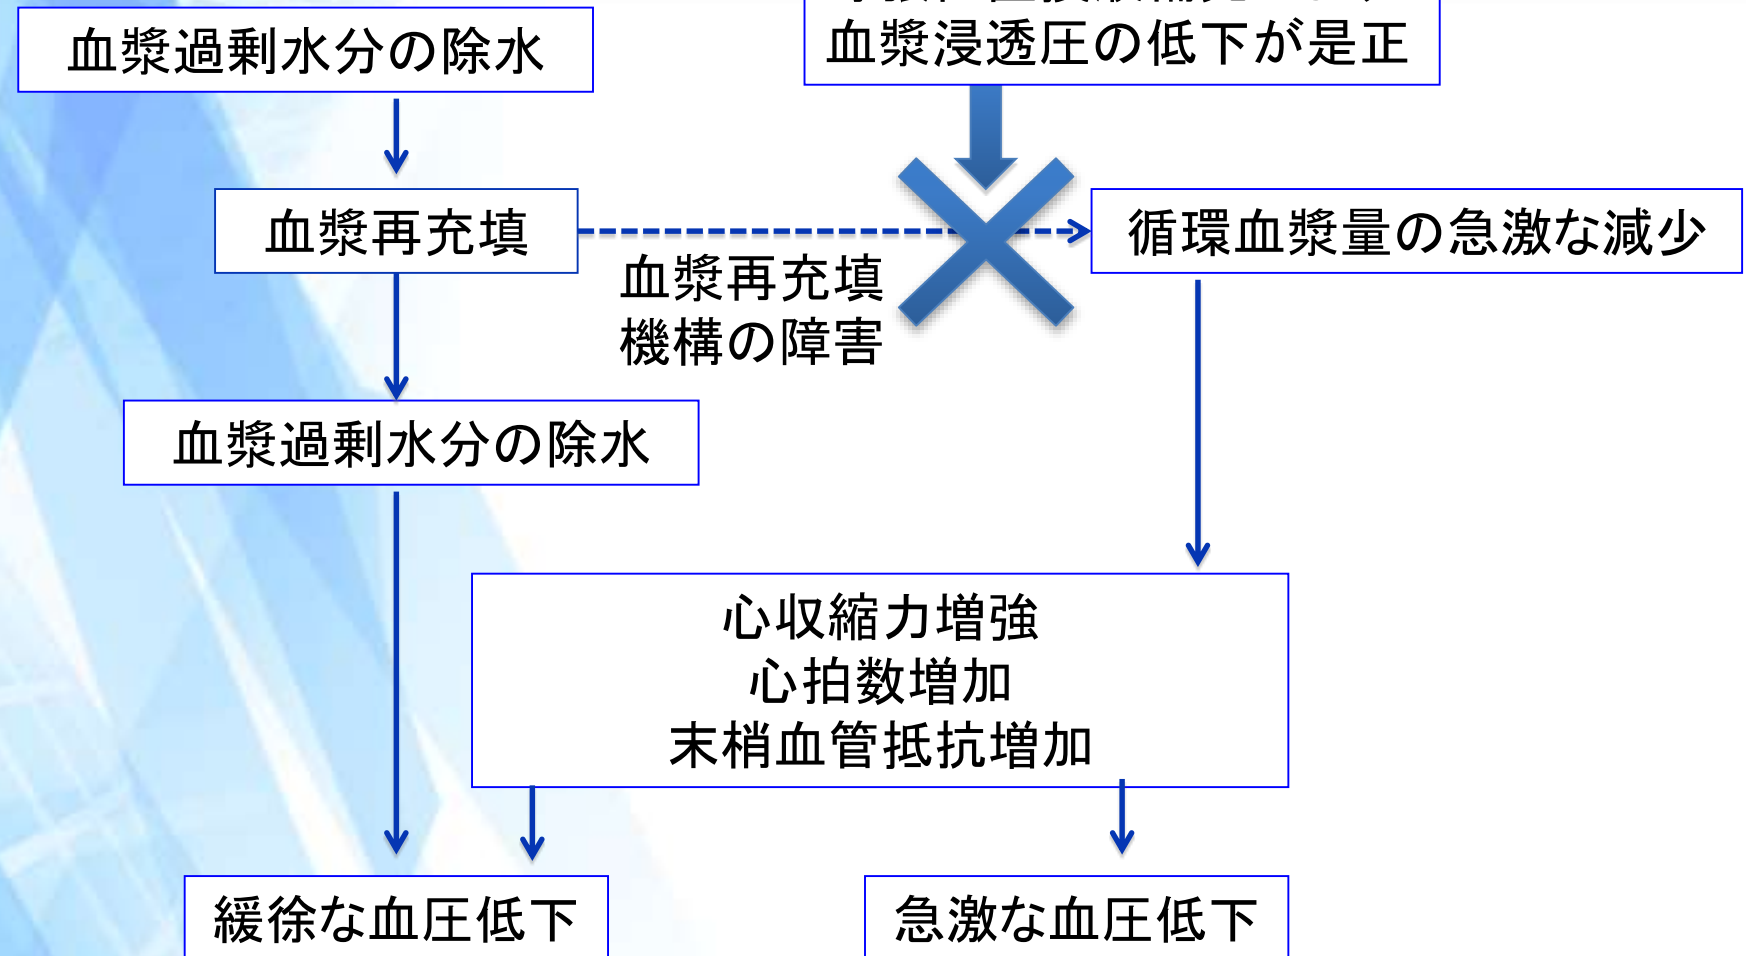 血漿過剰水分の除水
血漿浸透圧の低下が是正
血漿再充填
循環血漿量の急激な減少
血漿再充填
機構の障害
血漿過剰水分の除水
心収縮力増強
心拍数増加
末梢血管抵抗増加
緩徐な血圧低下
急激な血圧低下